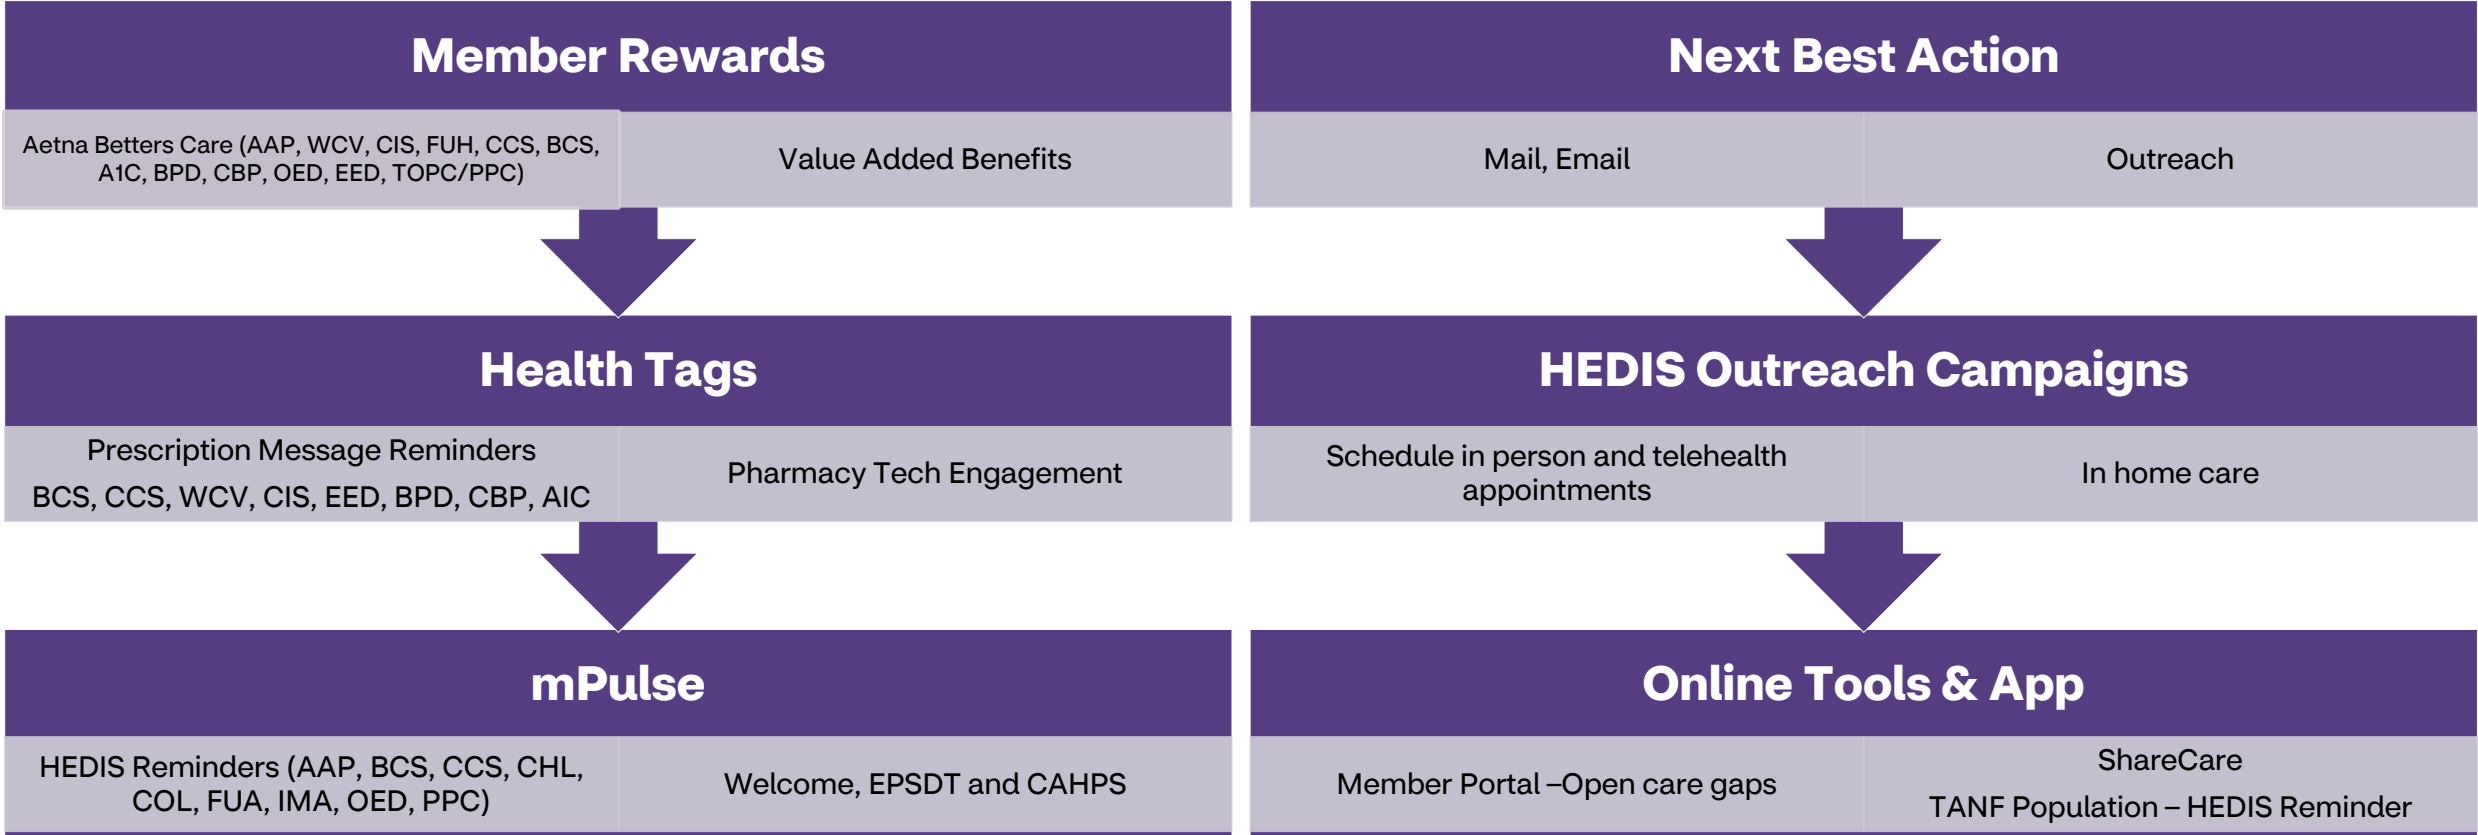 Member Rewards
Aetna Betters Care (AAP, WCV, CIS, FUH, CCS, BCS,
A1C, BPD, CBP, OED, EED, TOPC/PPC)
Value Added Benefits
Health Tags
Prescription Message Reminders
BCS, CCS, WCV, CIS, EED, BPD, CBP, AIC
Pharmacy Tech Engagement
mPulse
HEDIS Reminders (AAP, BCS, CCS, CHL,
COL, FUA, IMA, OED, PPC)
Welcome, EPSDT and CAHPS
Next Best Action
Mail, Email
Outreach
HEDIS Outreach Campaigns
Schedule in person and telehealth
appointments
In home care
Online Tools & App
Member Portal –Open care gaps
ShareCare
TANF Population – HEDIS Reminder